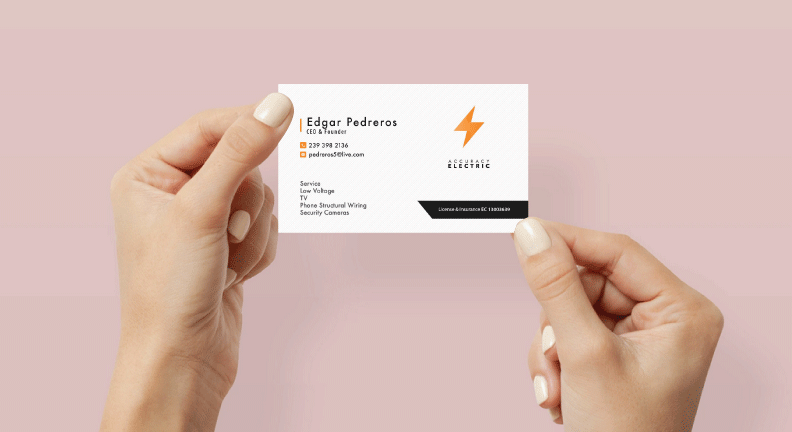 Edgar Pedreros
CEO & Founder
239 398 2136
pedreros5@live.com
ACCURACY
ELECTRIC
Service
Low Voltage
TV
Phone Structural Wiring
Security Cameras
License & Insurance EC 13003639